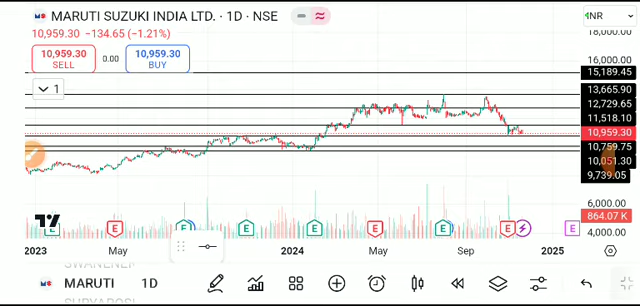 MARUTI SUZUKI INDIA LTD. · 1D · NSE
INR
10,959.30 −134.65 (−1.21%)
18,000.00
10,959.30
SELL
0.00
10,959.30
BUY
16,000.00
15,189.45
1
13,665.90
12,729.65
11,518.10
10,959.30
10,759.75
10,051.30
9,739.05
6,000.00
864.07 K
4,000.00
E E E E E E E E E
2023 May 2024 May Sep 2025
MARUTI 1D